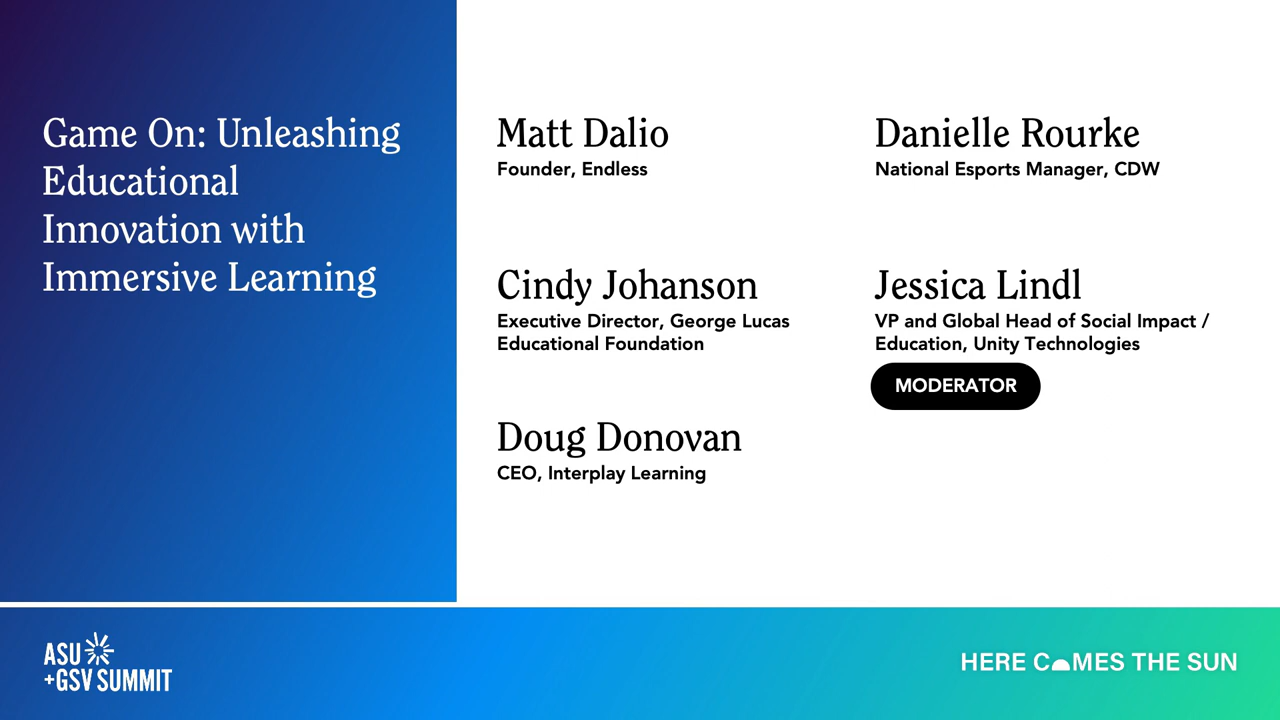 Game On: Unleashing
Educational
Innovation with
Immersive Learning
Matt Dalio
Founder, Endless
Danielle Rourke
National Esports Manager, CDW
Cindy Johanson
Executive Director, George Lucas
Educational Foundation
Jessica Lindl
VP and Global Head of Social Impact /
Education, Unity Technologies
MODERATOR
Doug Donovan
CEO, Interplay Learning
ASU
+GSV SUMMIT
HERE COMES THE SUN